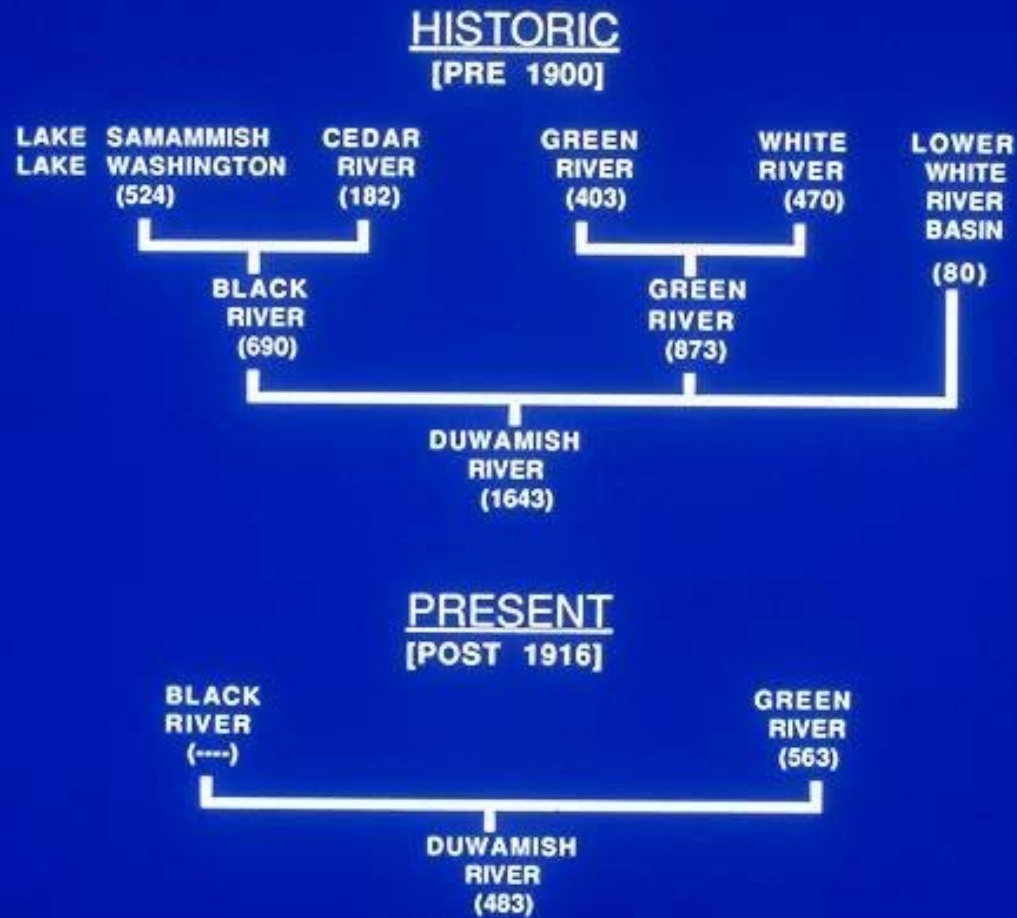 HISTORIC
[PRE 1900]
LAKE SAMAMMISH
LAKE WASHINGTON
(524)
CEDAR
RIVER
(182)
GREEN
RIVER
(403)
WHITE
RIVER
(470)
LOWER
WHITE
RIVER
BASIN
(80)
BLACK
RIVER
(690)
GREEN
RIVER
(873)
DUWAMISH
RIVER
(1643)
PRESENT
[POST 1916]
BLACK
RIVER
(----)
GREEN
RIVER
(563)
DUWAMISH
RIVER
(483)